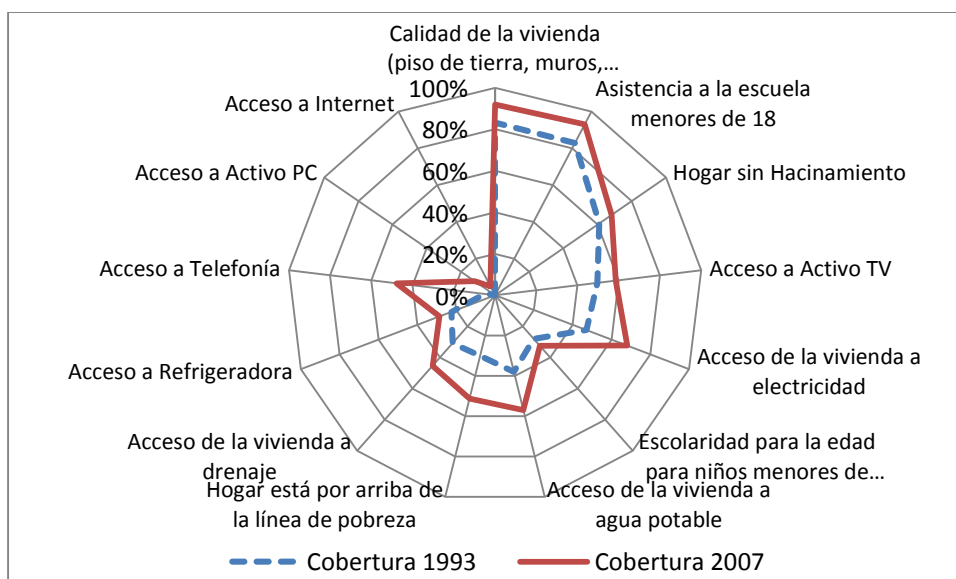 Calidad de la vivienda
(piso de tierra, muros,...
100%
80%
60%
40%
20%
0%
Asistencia a la escuela
menores de 18
Hogar sin Hacinamiento
Acceso a Activo TV
Acceso de la vivienda a
electricidad
Escolaridad para la edad
para niños menores de...
Acceso de la vivienda a
agua potable
Hogar está por arriba de
la línea de pobreza
Acceso de la vivienda a
drenaje
Acceso a Refrigeradora
Acceso a Telefonía
Acceso a Activo PC
Acceso a Internet
Cobertura 1993
Cobertura 2007